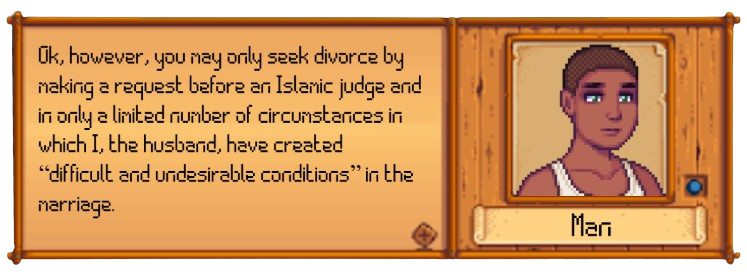 Ok, however, you may only seek divorce by
making a request before an Islamic judge and
in only a limited number of circumstances in
which I, the husband, have created
“difficult and undesirable conditions” in the
marriage.
Man